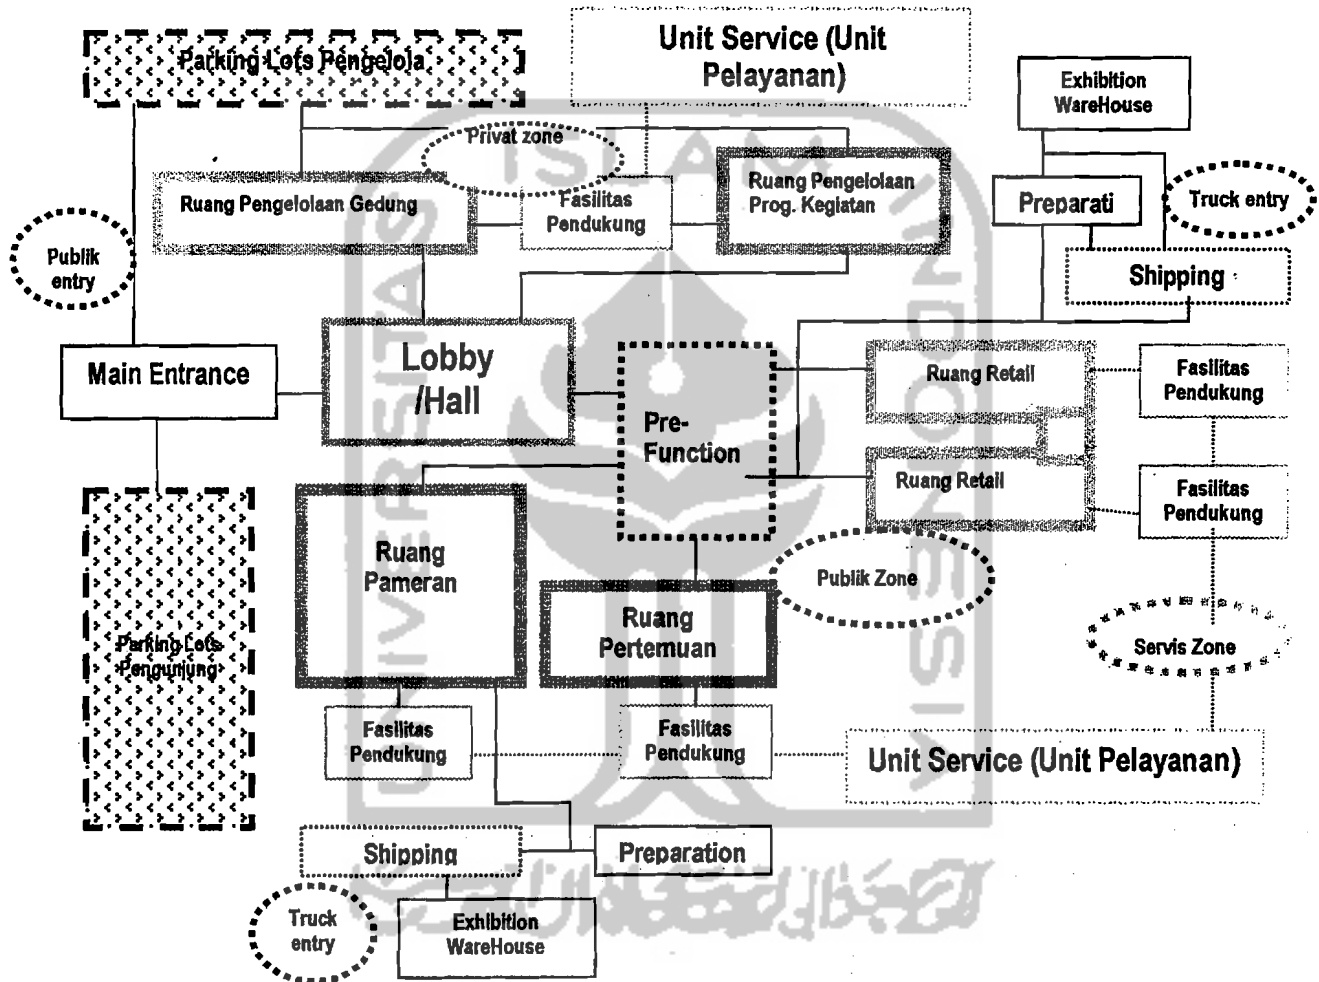 Parking Lots Pengelola
Unit Service (Unit
Pelayanan)
Exhibition
WareHouse
Privat zone
Ruang Pengelolaan Gedung
Fasilitas
Pendukung
Ruang Pengelolaan
Prog. Kegiatan
Preparati
Truck entry
Publik
entry
Shipping
Main Entrance
Lobby
/Hall
Pre-
Function
Ruang Retail
Fasilitas
Pendukung
Ruang Retail
Fasilitas
Pendukung
Ruang
Pameran
Publik Zone
Ruang
Pertemuan
Servis Zone
Parking Lots
Pengunjung
Fasilitas
Pendukung
Fasilitas
Pendukung
Unit Service (Unit Pelayanan)
Shipping
Preparation
Truck
entry
Exhibition
WareHouse
UNIVERSITAS
ISLAM
INDONESIA